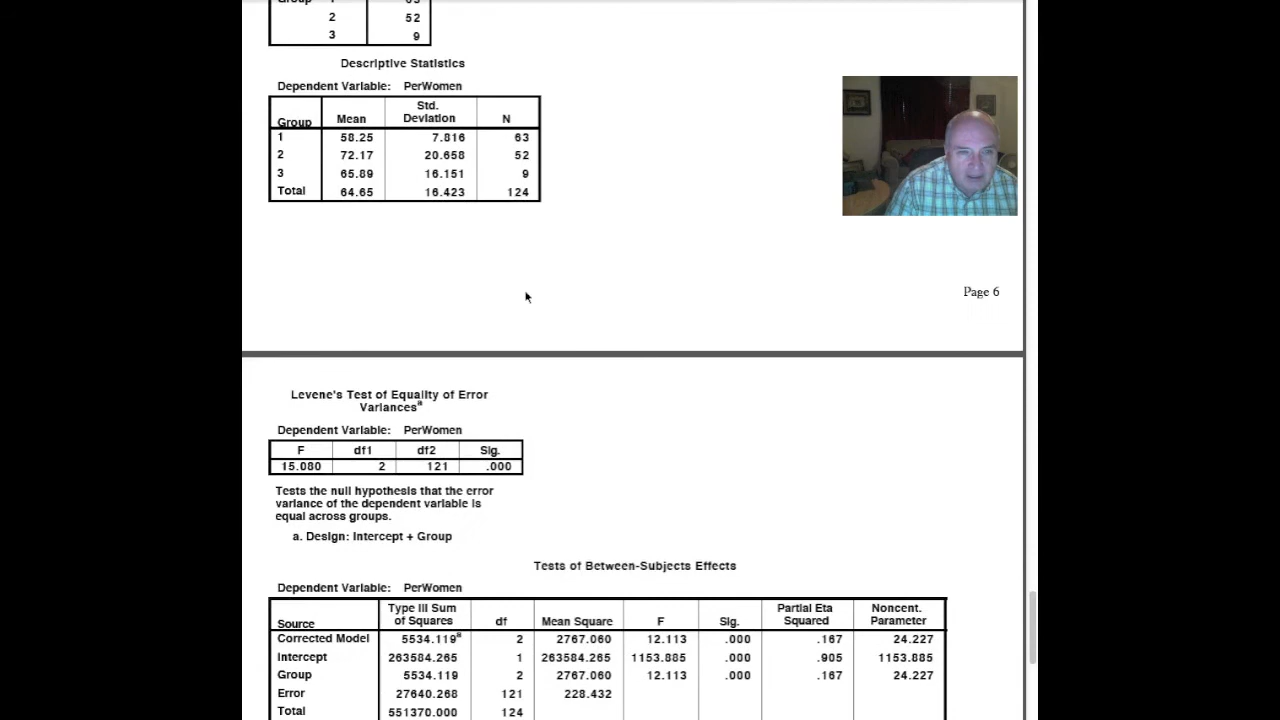 Group 1 63
2 52
3 9
Descriptive Statistics
Dependent Variable: PerWomen
Group Mean Std. Deviation N
1 58.25 7.816 63
2 72.17 20.658 52
3 65.89 16.151 9
Total 64.65 16.423 124
Page 6
Levene's Test of Equality of Error
Variancesa
Dependent Variable: PerWomen
F df1 df2 Sig.
15.080 2 121 .000
Tests the null hypothesis that the error
variance of the dependent variable is
equal across groups.
a. Design: Intercept + Group
Tests of Between-Subjects Effects
Dependent Variable: PerWomen
Source Type III Sum of Squares df Mean Square F Sig. Partial Eta Squared Noncent. Parameter
Corrected Model 5534.119a 2 2767.060 12.113 .000 .167 24.227
Intercept 263584.265 1 263584.265 1153.885 .000 .905 1153.885
Group 5534.119 2 2767.060 12.113 .000 .167 24.227
Error 27640.268 121 228.432
Total 551370.000 124